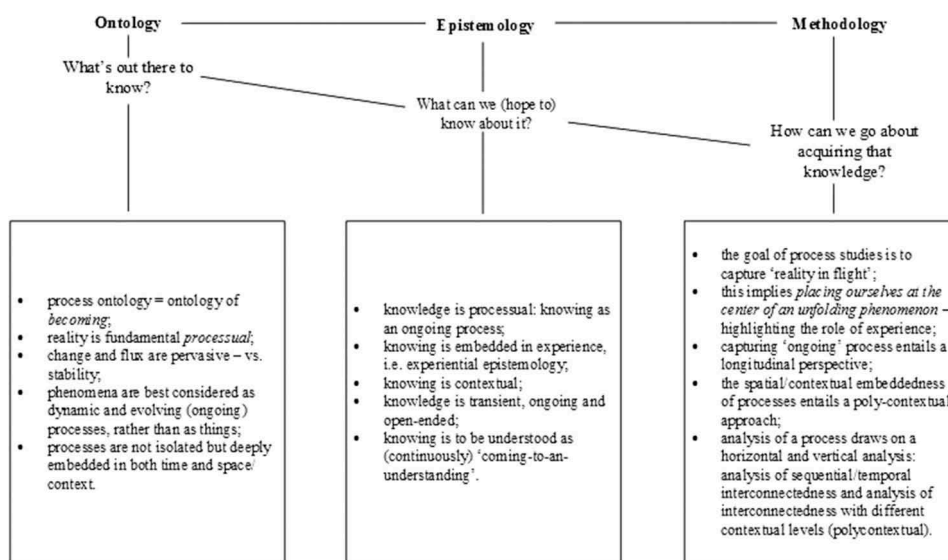 Ontology
Epistemology
Methodology
What's out there to
know?
What can we (hope to)
know about it?
How can we go about
acquiring that
knowledge?
• process ontology = ontology of
becoming;
• reality is fundamental processual;
• change and flux are pervasive – vs.
stability;
• phenomena are best considered as
dynamic and evolving (ongoing)
processes, rather than as things;
• processes are not isolated but deeply
embedded in both time and space/
context.
• knowledge is processual: knowing as
an ongoing process;
• knowing is embedded in experience,
i.e. experiential epistemology;
• knowing is contextual;
• knowledge is transient, ongoing and
open-ended;
• knowing is to be understood as
(continuously) ‘coming-to-an-
understanding’.
• the goal of process studies is to
capture ‘reality in flight’;
• this implies placing ourselves at the
center of an unfolding phenomenon –
highlighting the role of experience;
• capturing ‘ongoing’ process entails a
longitudinal perspective;
• the spatial/contextual embeddedness
of processes entails a poly-contextual
approach;
• analysis of a process draws on a
horizontal and vertical analysis:
analysis of sequential/temporal
interconnectedness and analysis of
interconnectedness with different
contextual levels (polycontextual).